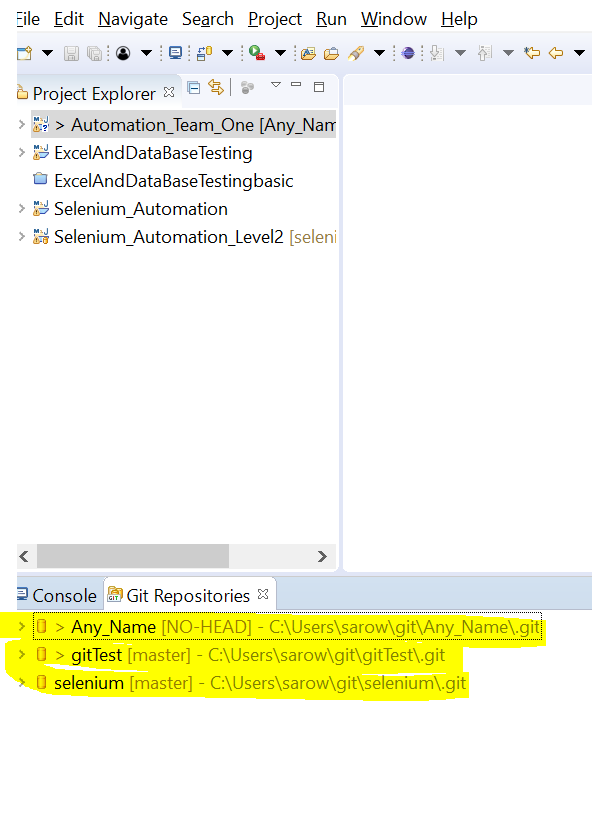 File Edit Navigate Search Project Run Window Help
Project Explorer
> Automation_Team_One [Any_Nam
ExcelAndDataBaseTesting
ExcelAndDataBaseTestingbasic
Selenium_Automation
Selenium_Automation_Level2 [seleni
Console Git Repositories
> Any_Name [NO-HEAD] - C:\Users\sarow\git\Any_Name\.git
> gitTest [master] - C:\Users\sarow\git\gitTest\.git
selenium [master] - C:\Users\sarow\git\selenium\.git